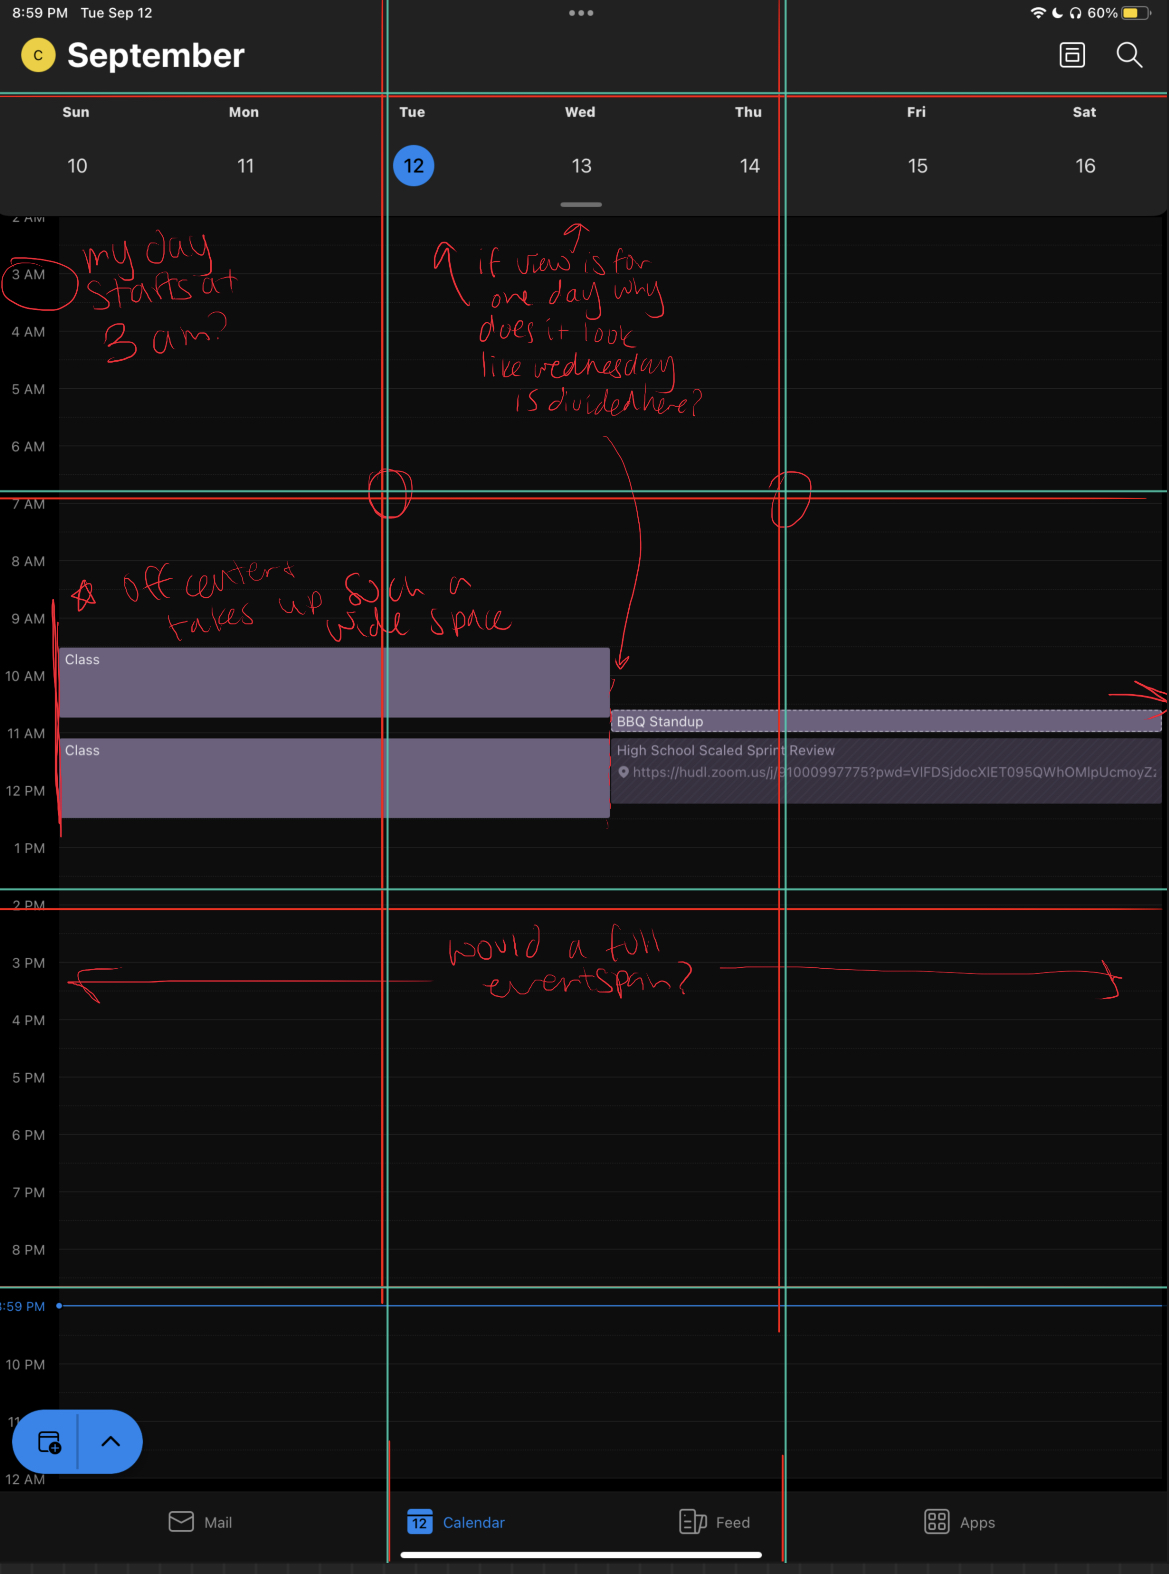 8:59 PM Tue Sep 12
60%
C September
Sun Mon Tue Wed Thu Fri Sat
10 11 12 13 14 15 16
2 AM
3 AM
4 AM
5 AM
6 AM
7 AM
8 AM
9 AM
10 AM
11 AM
12 PM
1 PM
2 PM
3 PM
4 PM
5 PM
6 PM
7 PM
8 PM
:59 PM
10 PM
11
12 AM
my day
starts at
3 am?
if view is for
one day why
does it look
like wednesday
is divided here?
off center +
takes up such a
wide space
Class
Class
BBQ Standup
High School Scaled Sprint Review
https://hudl.zoom.us/j/91000997775?pwd=VlFDSjdocXlET095QWhOMlpUcmoyZz
would a full
event span?
Mail
12 Calendar
Feed
Apps